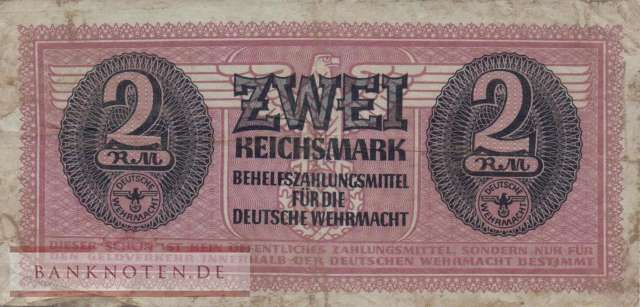 2 ZWEI 2
RM REICHSMARK RM
BEHELFSZAHLUNGSMITTEL
DEUTSCHE WEHRMACHT FÜR DIE DEUTSCHE WEHRMACHT
DEUTSCHE WEHRMACHT
DIESER SCHEIN IST KEIN ÖFFENTLICHES ZAHLUNGSMITTEL, SONDERN NUR FÜR
DEN GELDVERKEHR INNERHALB DER DEUTSCHEN WEHRMACHT BESTIMMT
BANKNOTEN.DE